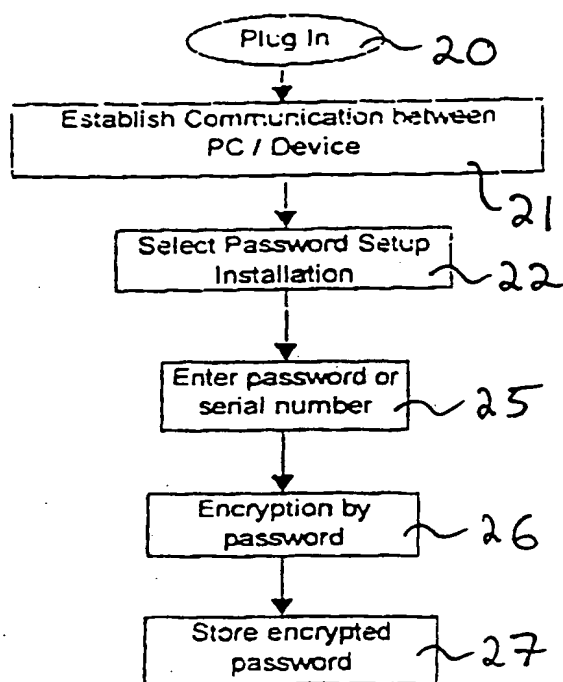 Plug In
20
Establish Communication between
PC / Device
21
Select Password Setup
Installation
22
Enter password or
serial number
25
Encryption by
password
26
Store encrypted
password
27